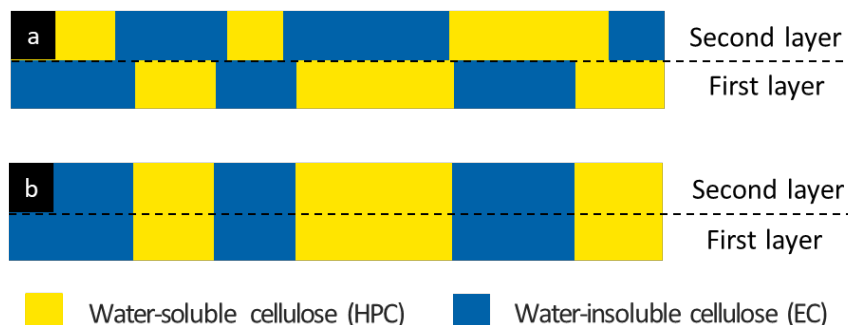 a
Second layer
First layer
b
Second layer
First layer
Water-soluble cellulose (HPC) Water-insoluble cellulose (EC)